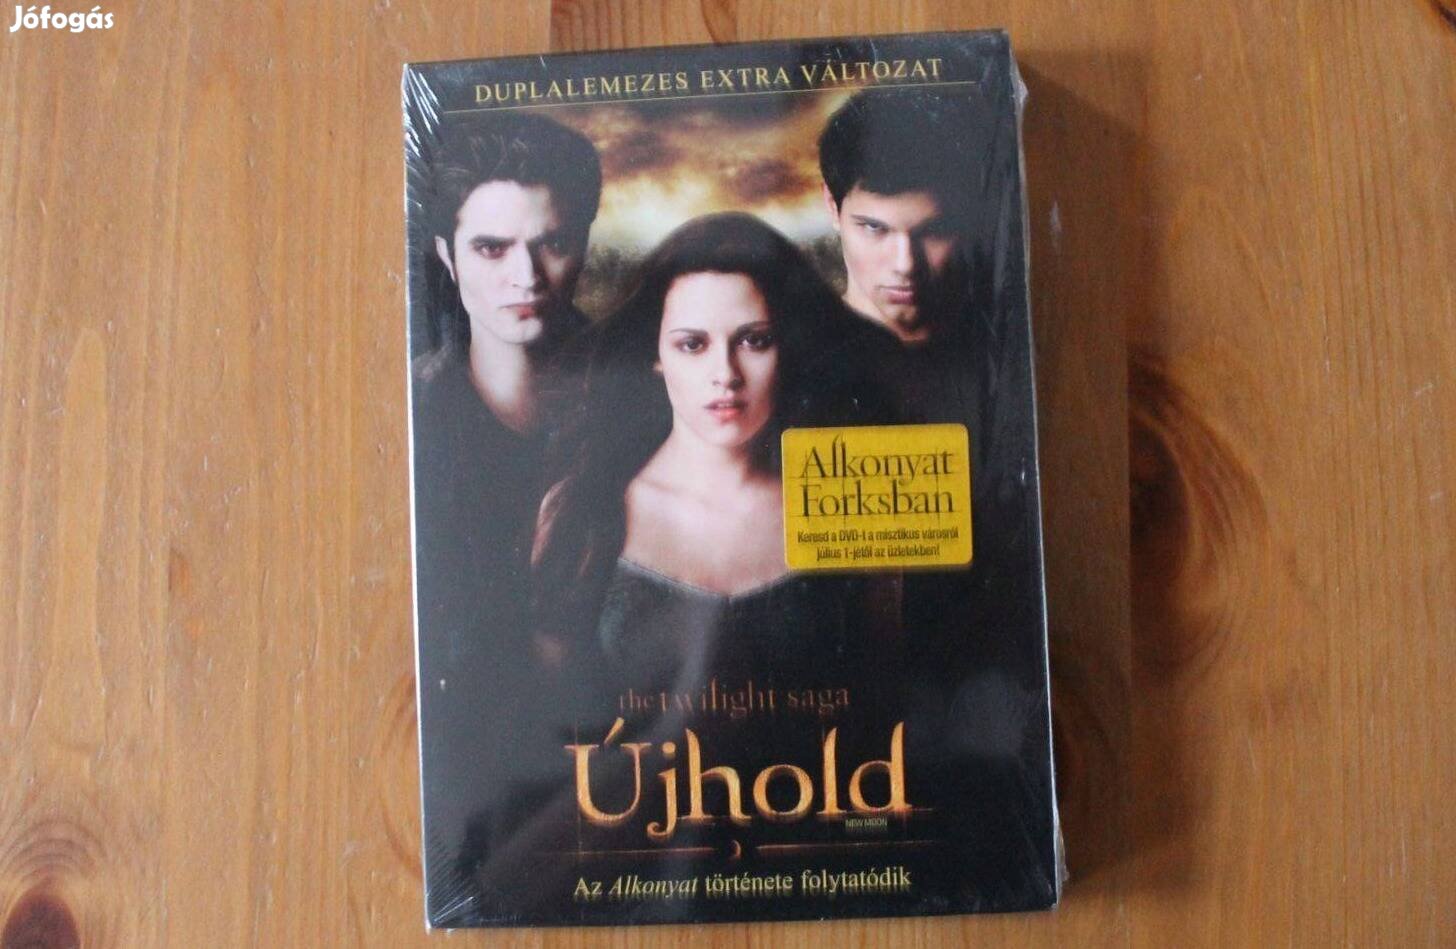 Jófogás
DUPLALEMEZES EXTRA VÁLTOZAT
Alkonyat
Forksban
Keresd a DVD-t a misztikus városról
július 1-jétől az üzletekben!
the twilight saga
Újhold
NEW MOON
Az Alkonyat története folytatódik